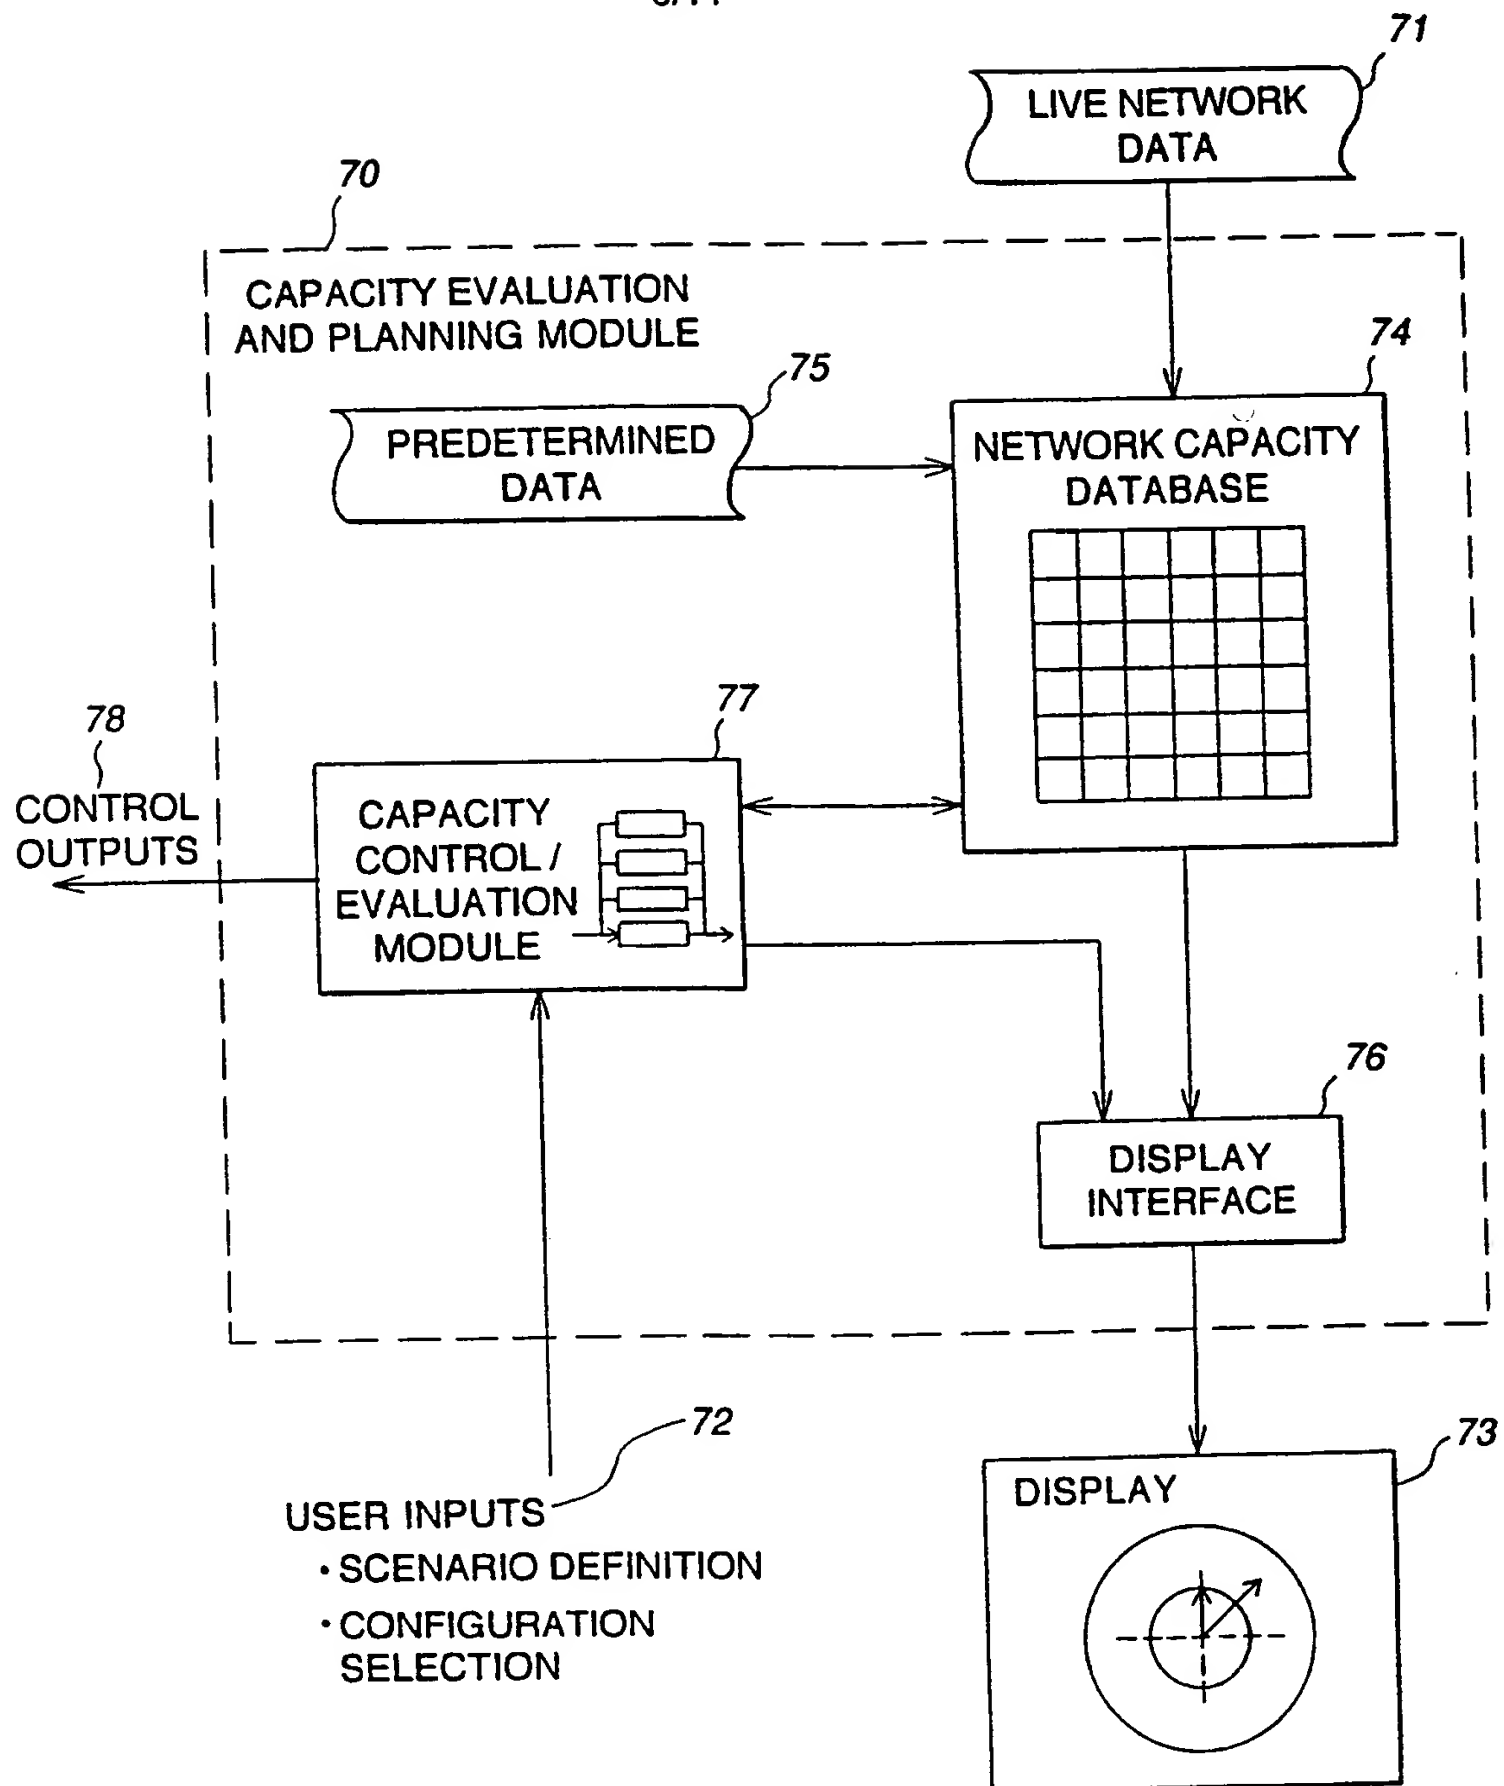 71
LIVE NETWORK
DATA
70
CAPACITY EVALUATION
AND PLANNING MODULE
74
75
PREDETERMINED
DATA
NETWORK CAPACITY
DATABASE
77
78
CONTROL
OUTPUTS
CAPACITY
CONTROL /
EVALUATION
MODULE
76
DISPLAY
INTERFACE
72
73
USER INPUTS
• SCENARIO DEFINITION
• CONFIGURATION
SELECTION
DISPLAY